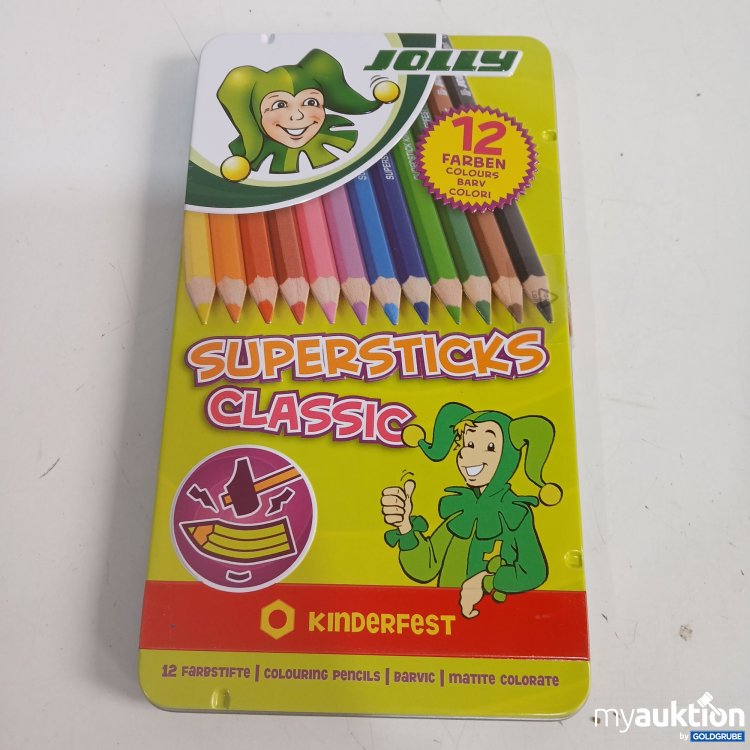 JOLLY
12
FARBEN
COLOURS
BARV
COLORI
SUPERSTICKS
CLASSIC
KINDERFEST
12 FARBSTIFTE | COLOURING PENCILS | BARVIC | MATITE COLORATE
myauktion
by GOLDGRUBE